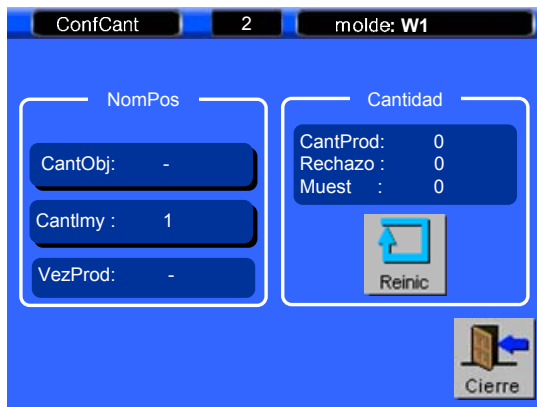 ConfCant 2 molde: W1
NomPos
CantObj: -
CantImy : 1
VezProd: -
Cantidad
CantProd: 0
Rechazo : 0
Muest : 0
Reinic
Cierre